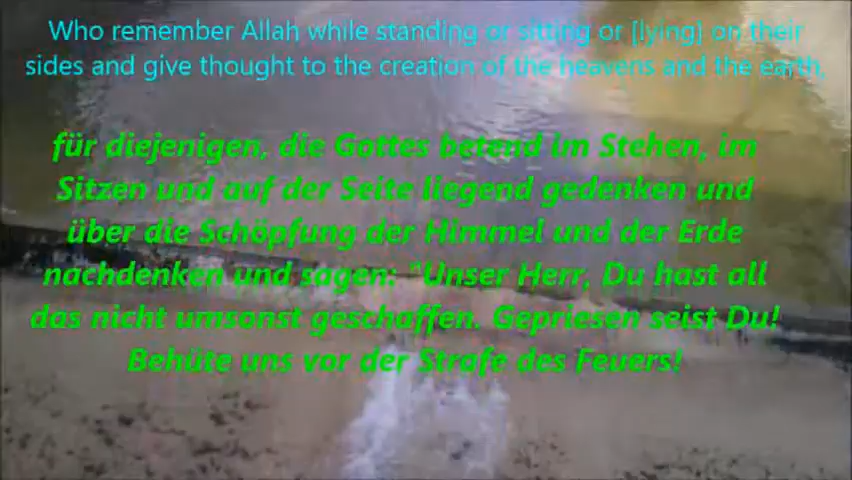 Who remember Allah while standing or sitting or [lying] on their
sides and give thought to the creation of the heavens and the earth,
für diejenigen, die Gottes betend im Stehen, im
Sitzen und auf der Seite liegend gedenken und
über die Schöpfung der Himmel und der Erde
nachdenken und sagen: "Unser Herr, Du hast all
das nicht umsonst geschaffen. Gepriesen seist Du!
Behüte uns vor der Strafe des Feuers!